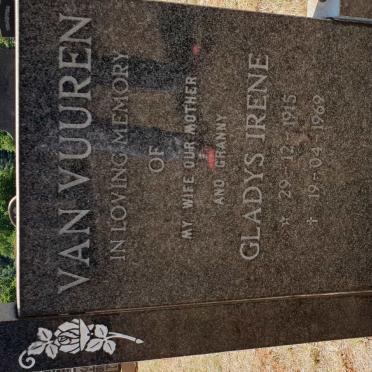 VAN VUUREN
IN LOVING MEMORY
OF
MY WIFE OUR MOTHER
AND GRANNY
GLADYS IRENE
☆ 29-12-1915
✝ 19-04-1969